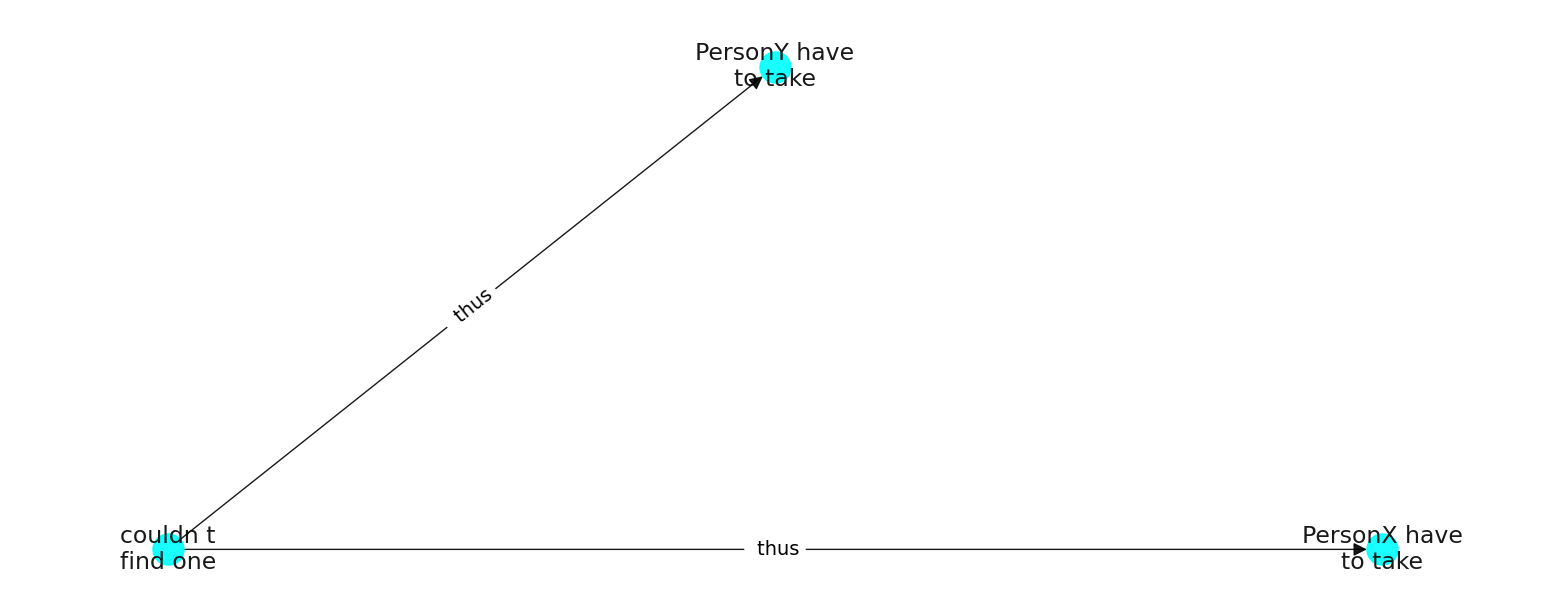 PersonY have
to take
thus
couldn t
find one
thus
PersonX have
to take